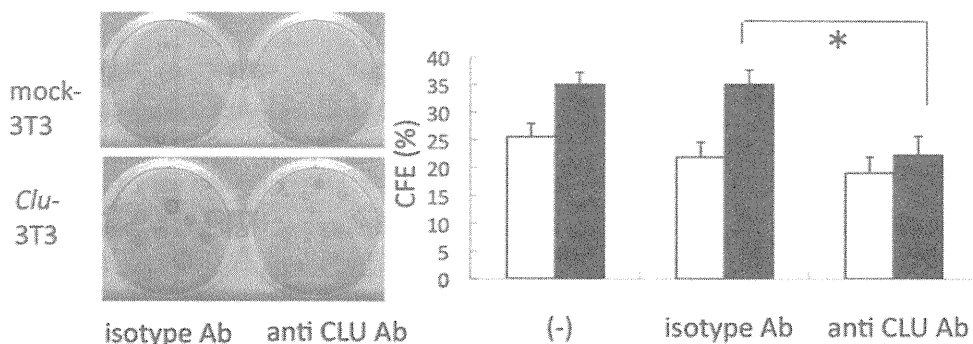 mock-
3T3
Clu-
3T3
isotype Ab
anti CLU Ab
CFE (%)
40
35
30
25
20
15
10
5
0
*
(-)
isotype Ab
anti CLU Ab